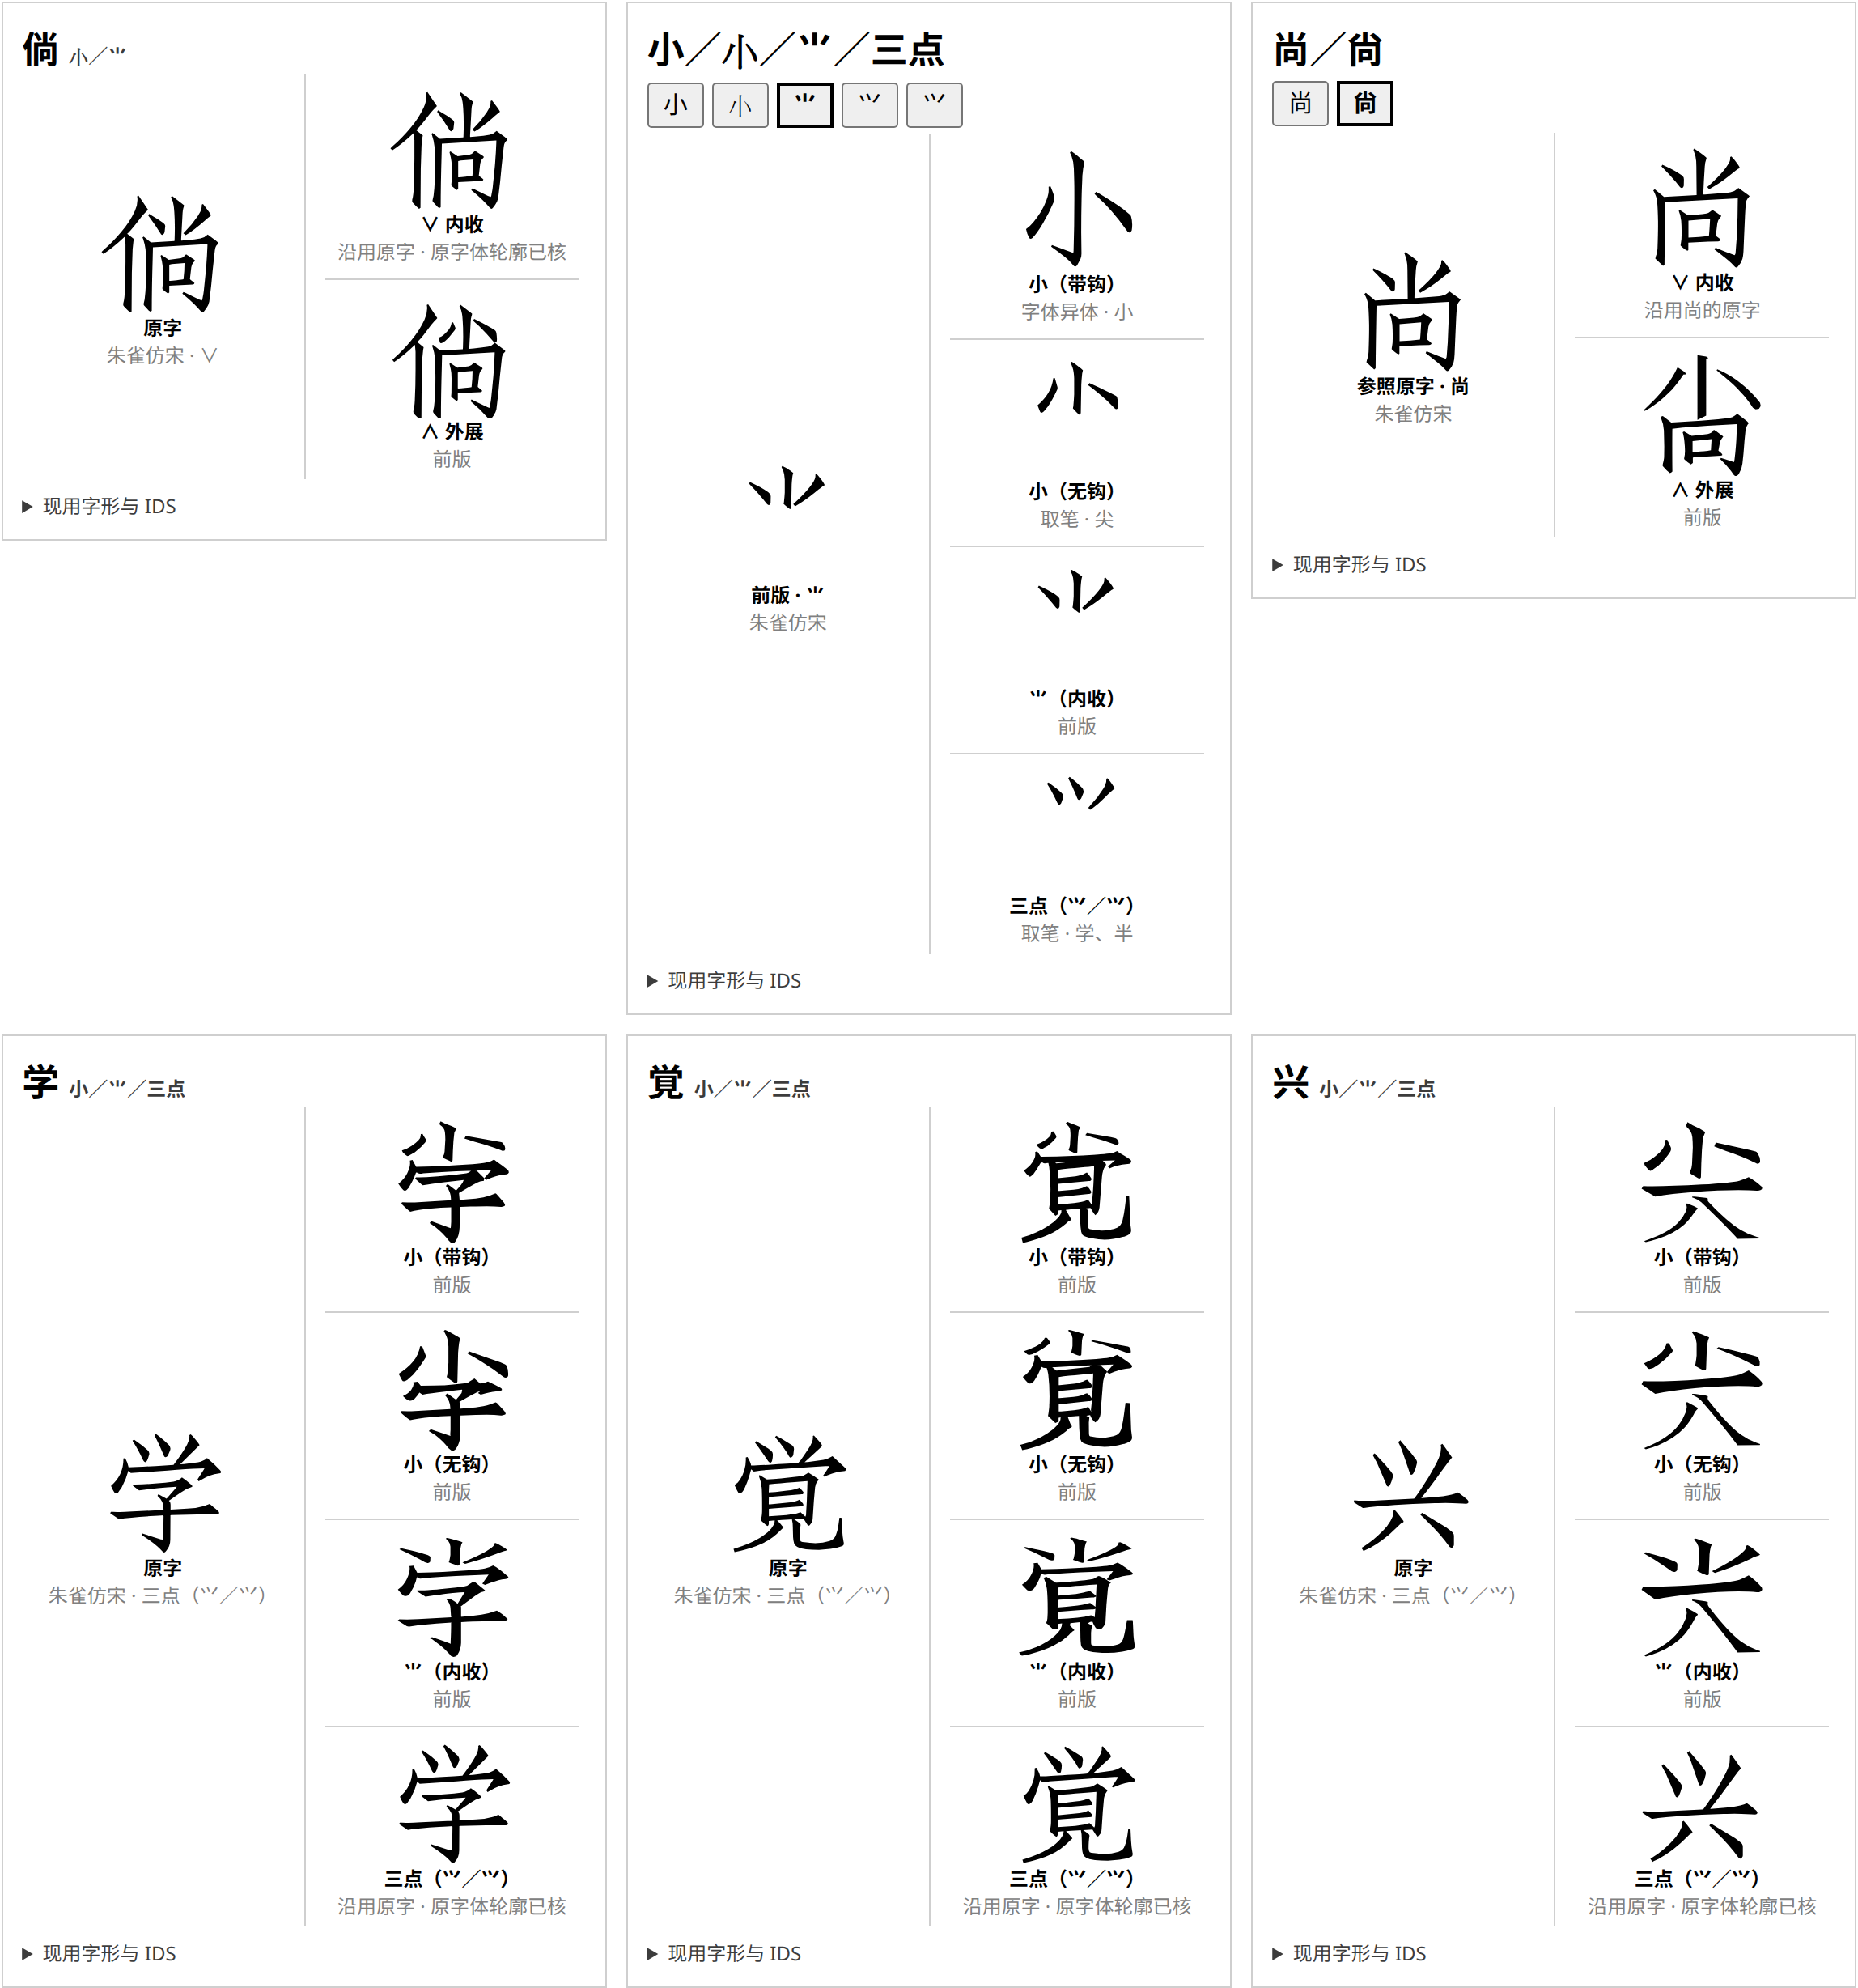 倘 小／⺌
倘
原字
朱雀仿宋 · ∨
倘
∨ 内收
沿用原字 · 原字体轮廓已核
倘
∧ 外展
前版
▶ 现用字形与 IDS
小／⺌／⺌／三点
小 ⺌ ⺌ ⺍ 𭕄
⺌
前版 · ⺌
朱雀仿宋
小
小（带钩）
字体异体 · 小
小（无钩）
取笔 · 尖
⺌
⺌（内收）
前版
⺍
三点（⺍／𭕄）
取笔 · 学、半
▶ 现用字形与 IDS
尚／尙
尚 尙
尚
参照原字 · 尚
朱雀仿宋
尚
∨ 内收
沿用尚的原字
尙
∧ 外展
前版
▶ 现用字形与 IDS
学 小／⺌／三点
学
原字
朱雀仿宋 · 三点（⺍／𭕄）
小（带钩）
前版
小（无钩）
前版
⺌（内收）
前版
学
三点（⺍／𭕄）
沿用原字 · 原字体轮廓已核
▶ 现用字形与 IDS
覚 小／⺌／三点
覚
原字
朱雀仿宋 · 三点（⺍／𭕄）
小（带钩）
前版
小（无钩）
前版
⺌（内收）
前版
覚
三点（⺍／𭕄）
沿用原字 · 原字体轮廓已核
▶ 现用字形与 IDS
兴 小／⺌／三点
兴
原字
朱雀仿宋 · 三点（⺍／𭕄）
小（带钩）
前版
小（无钩）
前版
⺌（内收）
前版
兴
三点（⺍／𭕄）
沿用原字 · 原字体轮廓已核
▶ 现用字形与 IDS